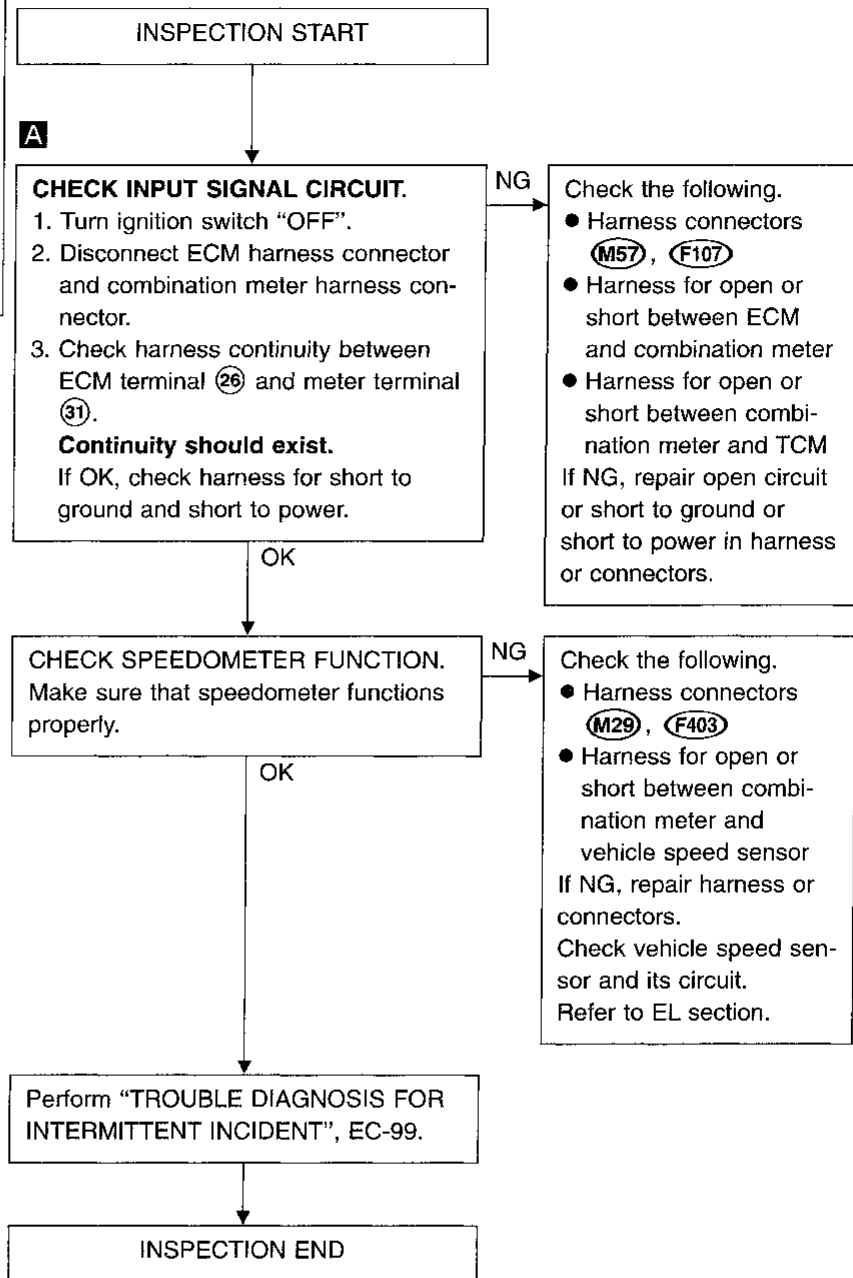 INSPECTION START
A
CHECK INPUT SIGNAL CIRCUIT.
1. Turn ignition switch “OFF”.
2. Disconnect ECM harness connector
and combination meter harness con-
nector.
3. Check harness continuity between
ECM terminal 26 and meter terminal
31.
Continuity should exist.
If OK, check harness for short to
ground and short to power.
NG
Check the following.
● Harness connectors
M57, F107
● Harness for open or
short between ECM
and combination meter
● Harness for open or
short between combi-
nation meter and TCM
If NG, repair open circuit
or short to ground or
short to power in harness
or connectors.
OK
CHECK SPEEDOMETER FUNCTION.
Make sure that speedometer functions
properly.
NG
Check the following.
● Harness connectors
M29, F403
● Harness for open or
short between combi-
nation meter and
vehicle speed sensor
If NG, repair harness or
connectors.
Check vehicle speed sen-
sor and its circuit.
Refer to EL section.
OK
Perform “TROUBLE DIAGNOSIS FOR
INTERMITTENT INCIDENT”, EC-99.
INSPECTION END